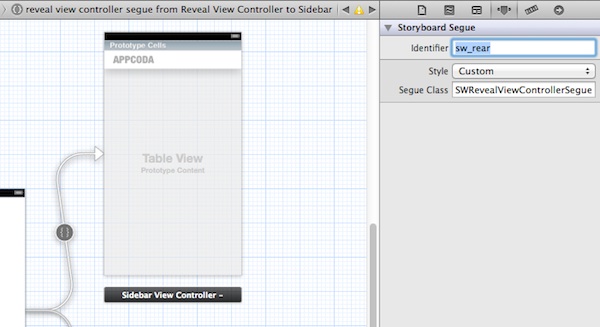 reveal view controller segue from Reveal View Controller to Sidebar
Prototype Cells
APPCODA
Table View
Prototype Content
Sidebar View Controller –
Storyboard Segue
Identifier sw_rear
Style Custom
Segue Class SWRevealViewControllerSegue